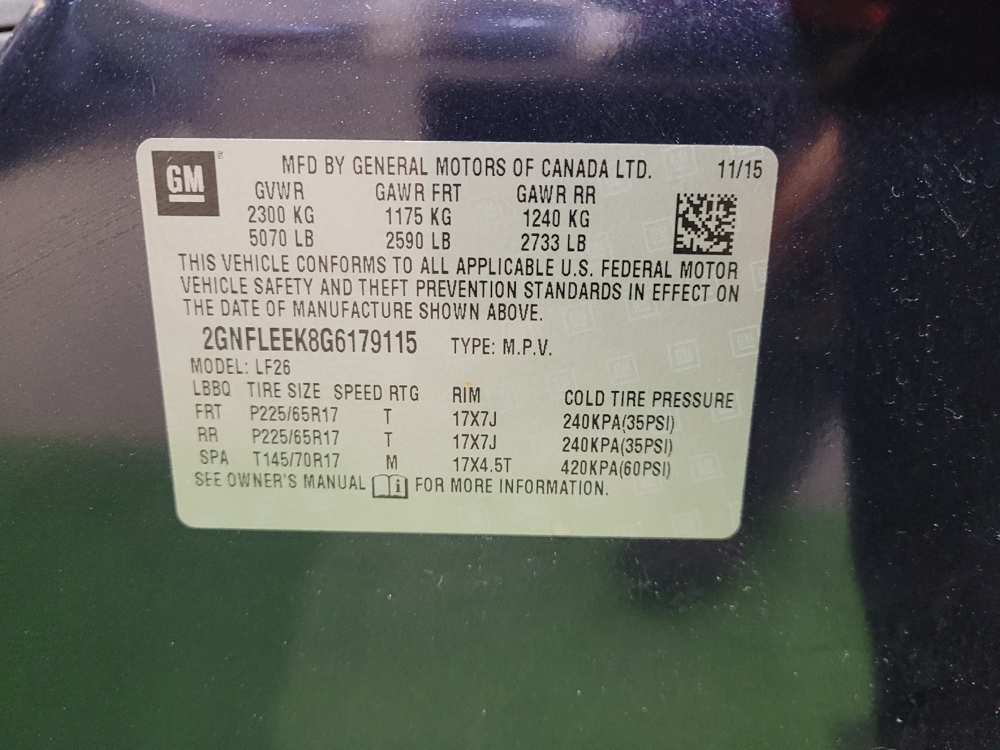 GM
MFD BY GENERAL MOTORS OF CANADA LTD. 11/15
GVWR GAWR FRT GAWR RR
2300 KG 1175 KG 1240 KG
5070 LB 2590 LB 2733 LB
THIS VEHICLE CONFORMS TO ALL APPLICABLE U.S. FEDERAL MOTOR
VEHICLE SAFETY AND THEFT PREVENTION STANDARDS IN EFFECT ON
THE DATE OF MANUFACTURE SHOWN ABOVE.
2GNFLEEK8G6179115 TYPE: M.P.V.
MODEL: LF26
LBBQ TIRE SIZE SPEED RTG RIM COLD TIRE PRESSURE
FRT P225/65R17 T 17X7J 240KPA(35PSI)
RR P225/65R17 T 17X7J 240KPA(35PSI)
SPA T145/70R17 M 17X4.5T 420KPA(60PSI)
SEE OWNER'S MANUAL i FOR MORE INFORMATION.